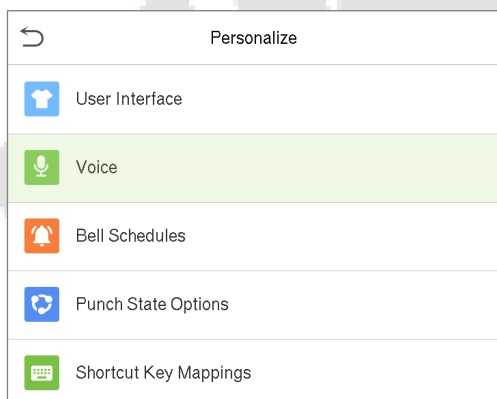 Personalize
User Interface
Voice
Bell Schedules
Punch State Options
Shortcut Key Mappings